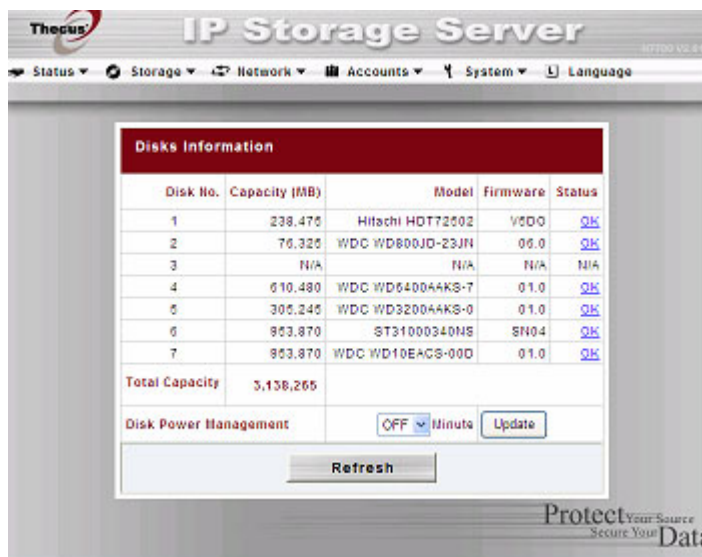 Thecus
IP Storage Server
N7700 V2.
Status Storage Network Accounts System L Language
Disks Information
Disk No. Capacity (MB) Model Firmware Status
1 238,475 Hitachi HDT72502 V5DO OK
2 76,325 WDC WD800JD-23JN 06.0 OK
3 N/A N/A N/A N/A
4 610,480 WDC WD6400AAKS-7 01.0 OK
5 305,245 WDC WD3200AAKS-0 01.0 OK
6 953,870 ST31000340NS SN04 OK
7 953,870 WDC WD10EACS-00D 01.0 OK
Total Capacity 3,138,265
Disk Power Management OFF Minute Update
Refresh
Protect Your Source
Secure Your Data